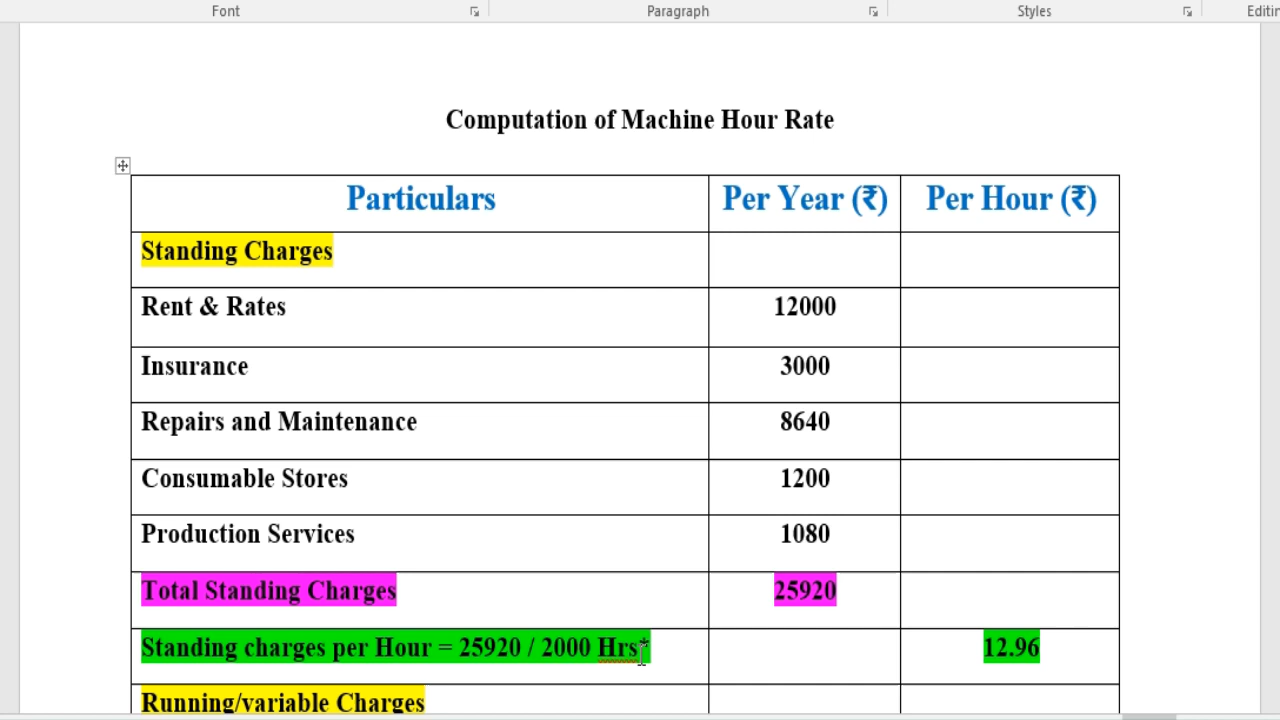 Font Paragraph Styles
Computation of Machine Hour Rate
Particulars Per Year (₹) Per Hour (₹)
Standing Charges
Rent & Rates 12000
Insurance 3000
Repairs and Maintenance 8640
Consumable Stores 1200
Production Services 1080
Total Standing Charges 25920
Standing charges per Hour = 25920 / 2000 Hrs* 12.96
Running/variable Charges